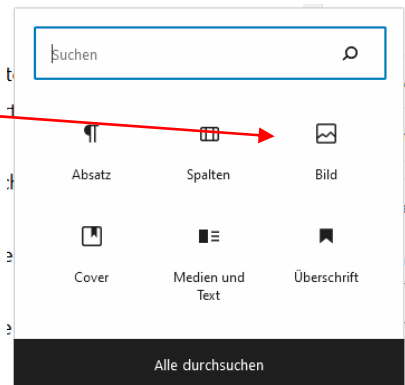 Suchen
Absatz
Spalten
Bild
Cover
Medien und
Text
Überschrift
Alle durchsuchen